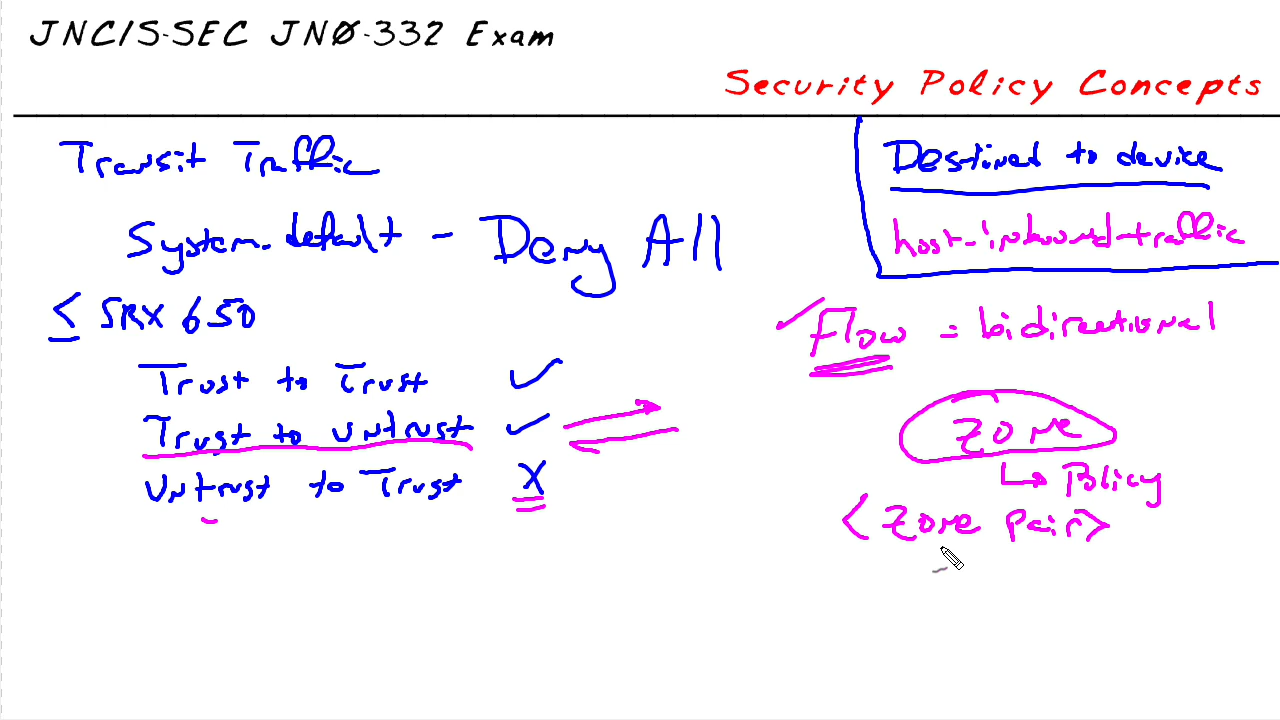 JNCIS-SEC JN0-332 Exam
Security Policy Concepts
Transit Traffic
System-default - Deny All
≤ SRX 650
Trust to Trust ✓
Trust to Untrust ✓
Untrust to Trust X
Destined to device
host-inbound-traffic
✓ Flow = bidirectional
Zone
↳ Policy
<Zone Pair>